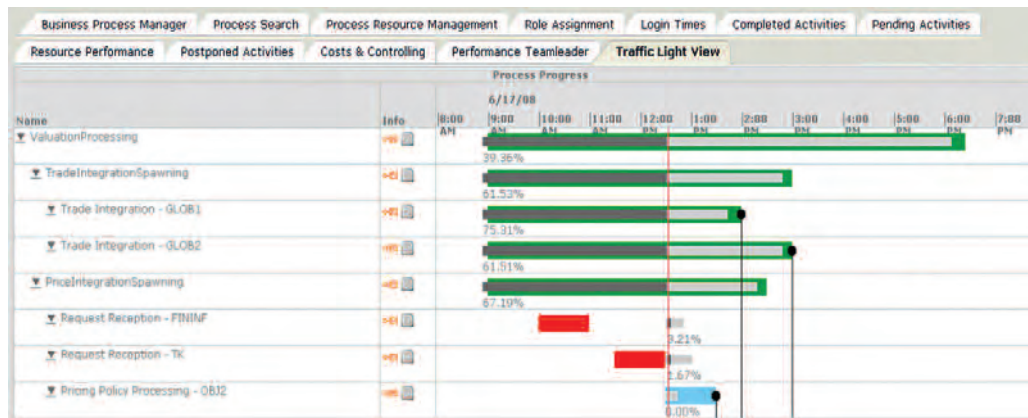 Business Process Manager Process Search Process Resource Management Role Assignment Login Times Completed Activities Pending Activities
Resource Performance Postponed Activities Costs & Controlling Performance Teamleader Traffic Light View
Process Progress
6/17/08
Name Info 8:00 AM 9:00 AM 10:00 AM 11:00 AM 12:00 PM 1:00 PM 2:00 PM 3:00 PM 4:00 PM 5:00 PM 6:00 PM 7:00 PM
ValuationProcessing
39.36%
TradeIntegrationSpawning
61.53%
Trade Integration - GLOB1
75.31%
Trade Integration - GLOB2
61.51%
PriceIntegrationSpawning
67.19%
Request Reception - FININF
3.21%
Request Reception - TK
1.67%
Pricing Policy Processing - OBJ2
0.00%